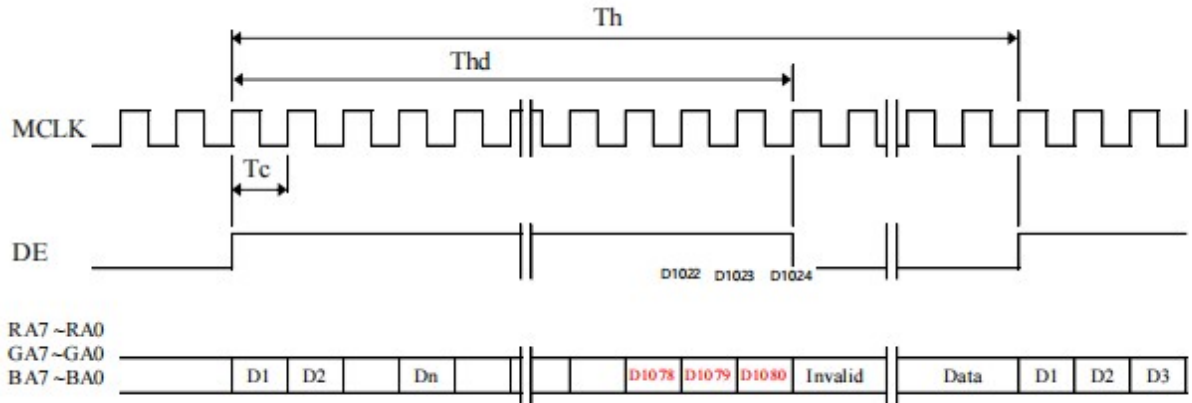 Th
Thd
MCLK
Tc
DE
D1022 D1023 D1024
RA7~RA0
GA7~GA0
BA7~BA0 D1 D2 Dn D1078 D1079 D1080 Invalid Data D1 D2 D3